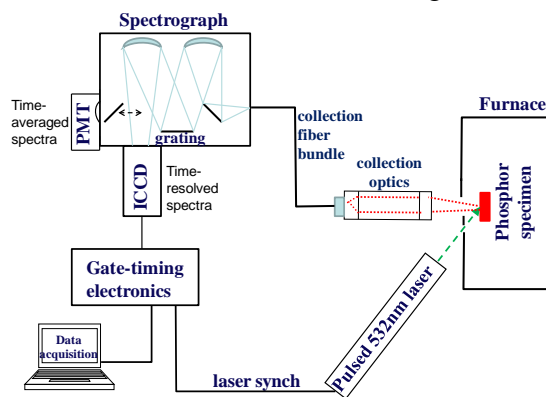 Spectrograph
Time-
averaged
spectra
PMT
grating
ICCD
Time-
resolved
spectra
collection
fiber
bundle
collection
optics
Furnace
Phosphor
specimen
Gate-timing
electronics
Pulsed 532nm laser
Data
acquisition
laser synch